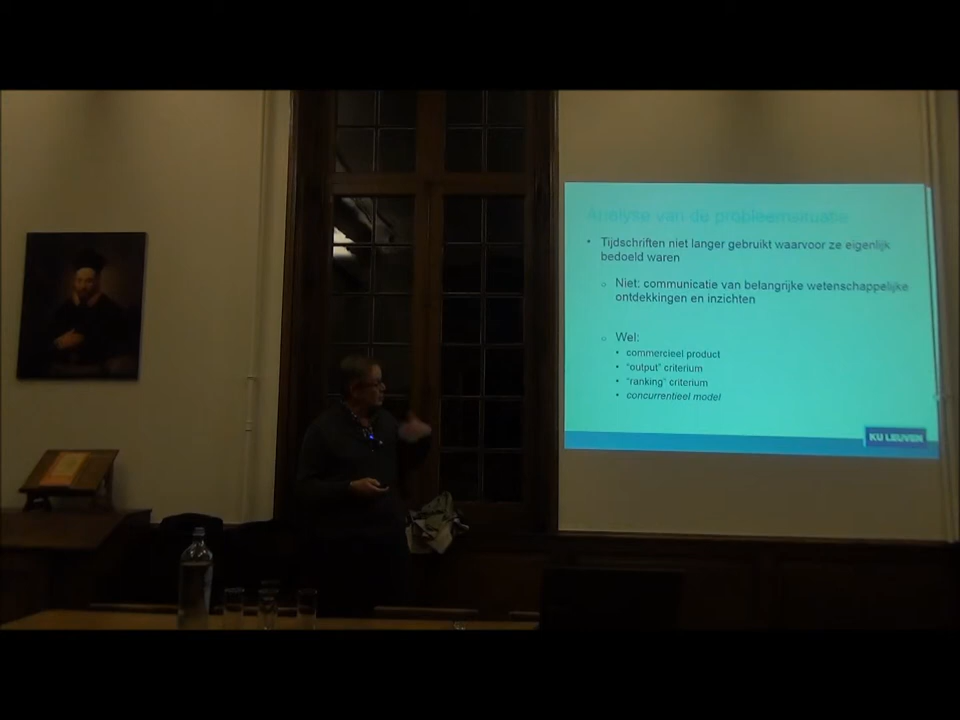 Analyse van de probleemsituatie
• Tijdschriften niet langer gebruikt waarvoor ze eigenlijk
bedoeld waren
○ Niet: communicatie van belangrijke wetenschappelijke
ontdekkingen en inzichten
○ Wel:
• commercieel product
• "output" criterium
• "ranking" criterium
• concurrentieel model
KU LEUVEN